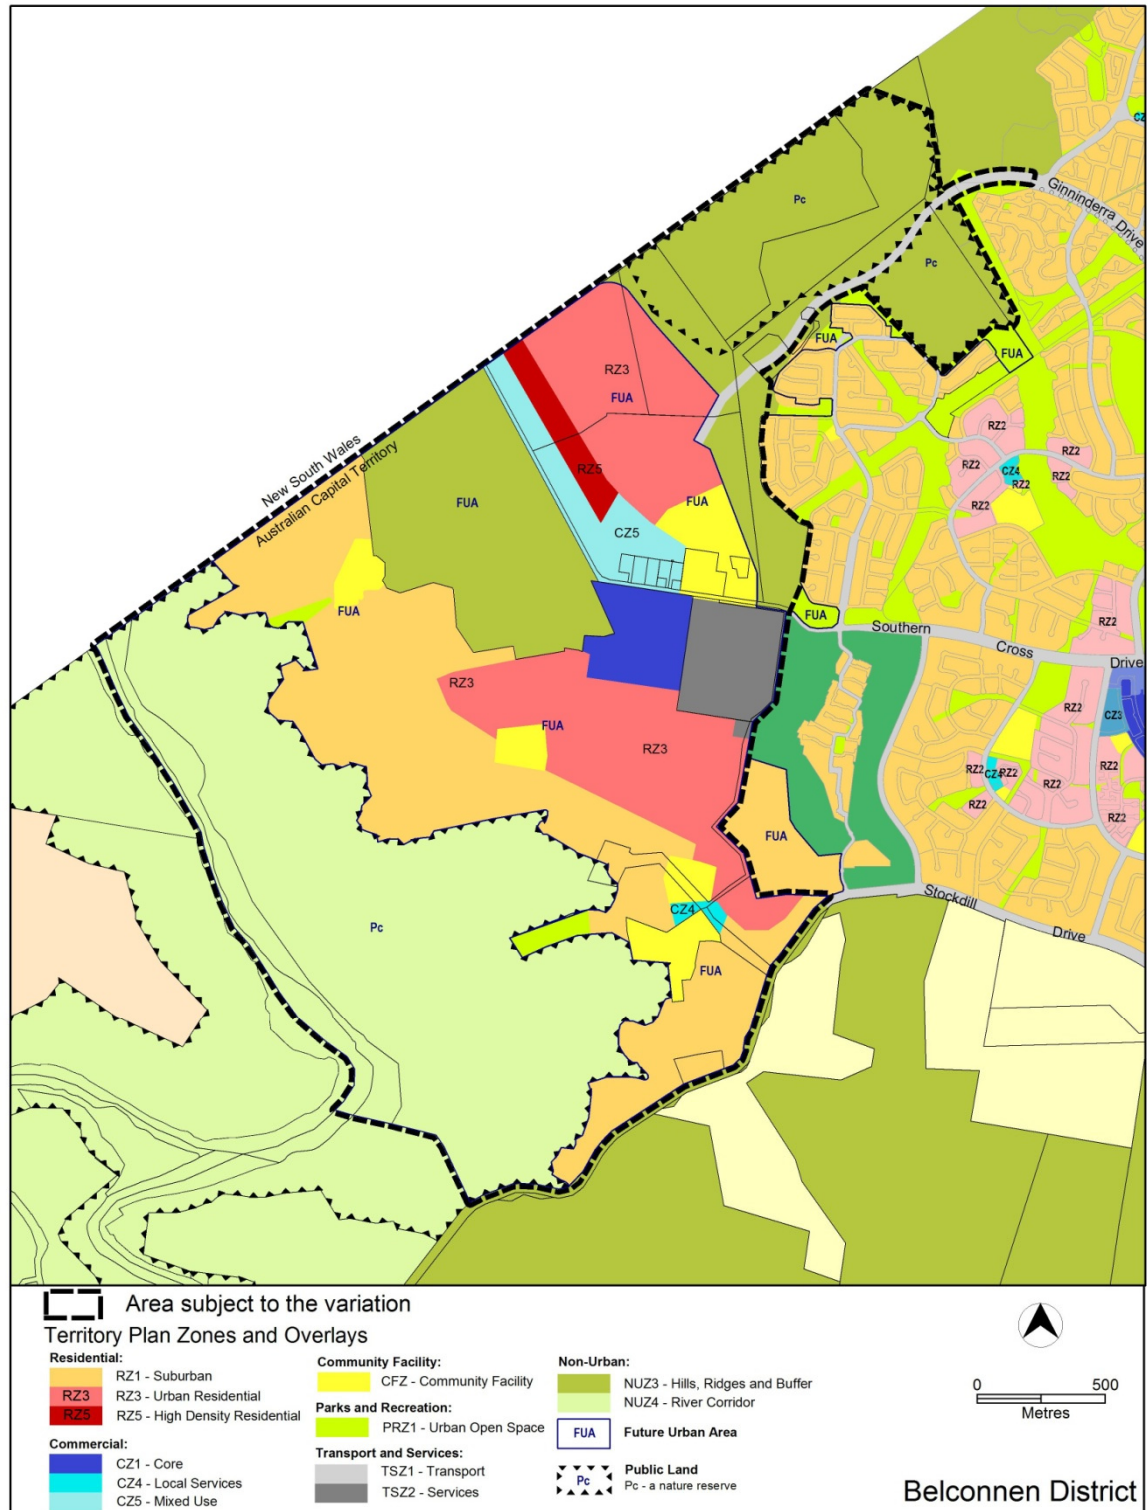 CZ
Ginninderra Drive
Pc
Pc
FUA
FUA
RZ3
FUA
RZ2
RZ2
RZ2
CZ4
RZ2
RZ2
RZ2
New South Wales
Australian Capital Territory
FUA
RZ5
FUA
CZ5
FUA
FUA
Southern Cross Drive
RZ2
RZ3
FUA
RZ3
RZ2
CZ3
RZ2
CZ4
RZ2
RZ2
RZ2
RZ2
RZ2
FUA
Stockdill Drive
CZ4
Pc
FUA
Area subject to the variation
Territory Plan Zones and Overlays
Residential:
RZ1 - Suburban
RZ3 RZ3 - Urban Residential
RZ5 RZ5 - High Density Residential
Commercial:
CZ1 - Core
CZ4 - Local Services
CZ5 - Mixed Use
Community Facility:
CFZ - Community Facility
Parks and Recreation:
PRZ1 - Urban Open Space
Transport and Services:
TSZ1 - Transport
TSZ2 - Services
Non-Urban:
NUZ3 - Hills, Ridges and Buffer
NUZ4 - River Corridor
FUA Future Urban Area
Pc Public Land
Pc - a nature reserve
0 500
Metres
Belconnen District